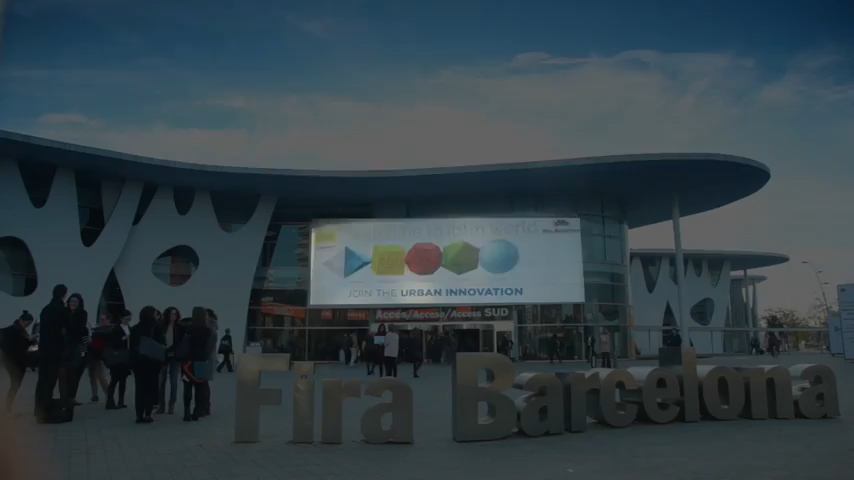 JOIN THE URBAN INNOVATION
Accés/Acceso/Access SUD
Fira Barcelona